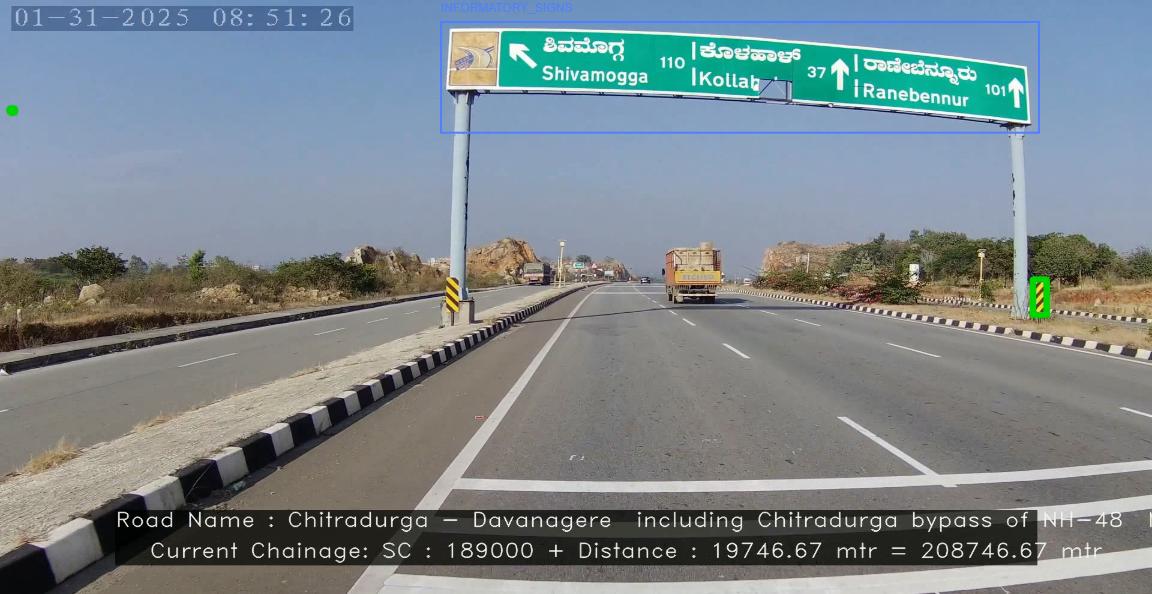 INFORMATORY_SIGNS
01-31-2025 08:51:26
ಶಿವಮೊಗ್ಗ 110
Shivamogga
ಕೊಳಹಾಳ್ 37
ರಾಣೇಬೆನ್ನೂರು 101
Ranebennur
Road Name : Chitradurga - Davanagere including Chitradurga bypass of NH-48
Current Chainage: SC : 189000 + Distance : 19746.67 mtr = 208746.67 mtr